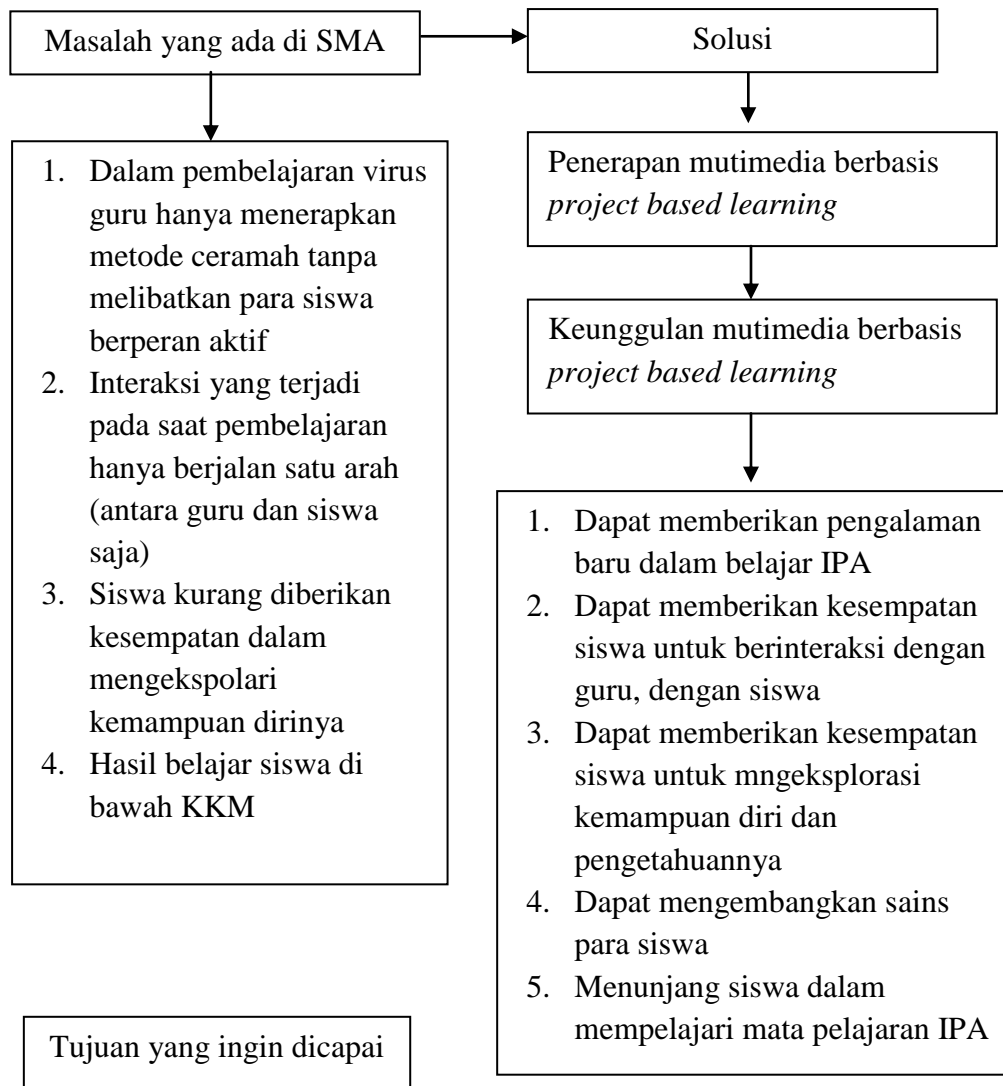 Masalah yang ada di SMA
Solusi
1. Dalam pembelajaran virus
guru hanya menerapkan
metode ceramah tanpa
melibatkan para siswa
berperan aktif
2. Interaksi yang terjadi
pada saat pembelajaran
hanya berjalan satu arah
(antara guru dan siswa
saja)
3. Siswa kurang diberikan
kesempatan dalam
mengekspolari
kemampuan dirinya
4. Hasil belajar siswa di
bawah KKM
Penerapan mutimedia berbasis
project based learning
Keunggulan mutimedia berbasis
project based learning
1. Dapat memberikan pengalaman
baru dalam belajar IPA
2. Dapat memberikan kesempatan
siswa untuk berinteraksi dengan
guru, dengan siswa
3. Dapat memberikan kesempatan
siswa untuk mngeksplorasi
kemampuan diri dan
pengetahuannya
4. Dapat mengembangkan sains
para siswa
5. Menunjang siswa dalam
mempelajari mata pelajaran IPA
Tujuan yang ingin dicapai